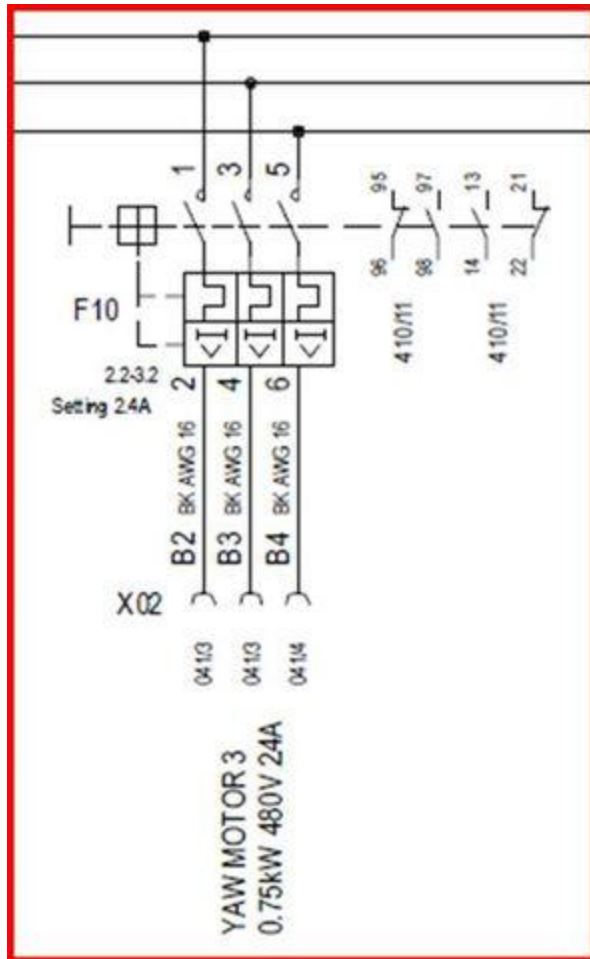 1 3 5
95 97 13 21
96 98 14 22
F10
410/11 410/11
2.2-3.2
Setting 2.4A
2 4 6
BK AWG 16 BK AWG 16 BK AWG 16
B2 B3 B4
X02
041/3 041/3 041/4
YAW MOTOR 3
0.75kW 480V 24A